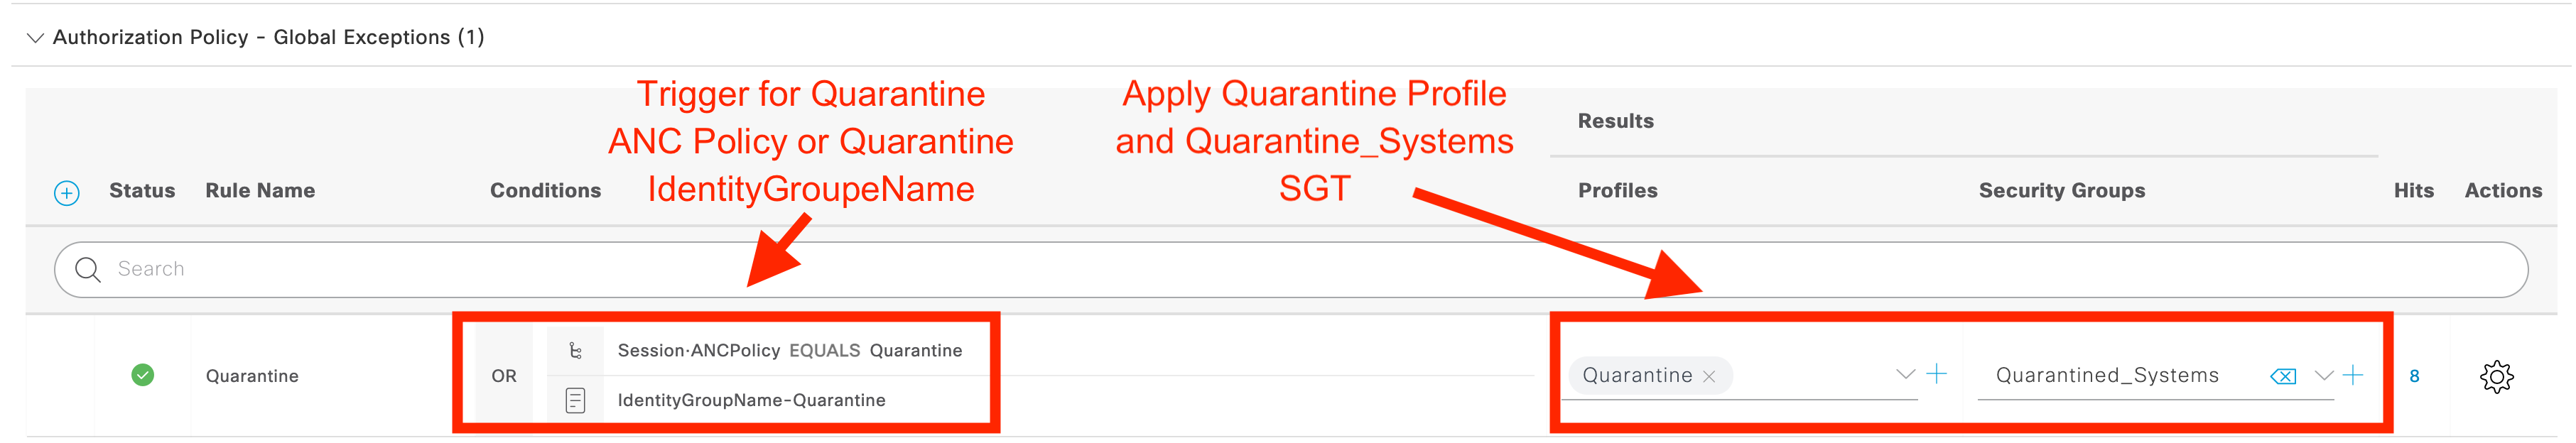 Authorization Policy - Global Exceptions (1)
Trigger for Quarantine
ANC Policy or Quarantine
IdentityGroupeName
Apply Quarantine Profile
and Quarantine_Systems
SGT
Results
Status Rule Name Conditions Profiles Security Groups Hits Actions
Search
Quarantine OR Session·ANCPolicy EQUALS Quarantine
IdentityGroupName-Quarantine
Quarantine × Quarantined_Systems 8